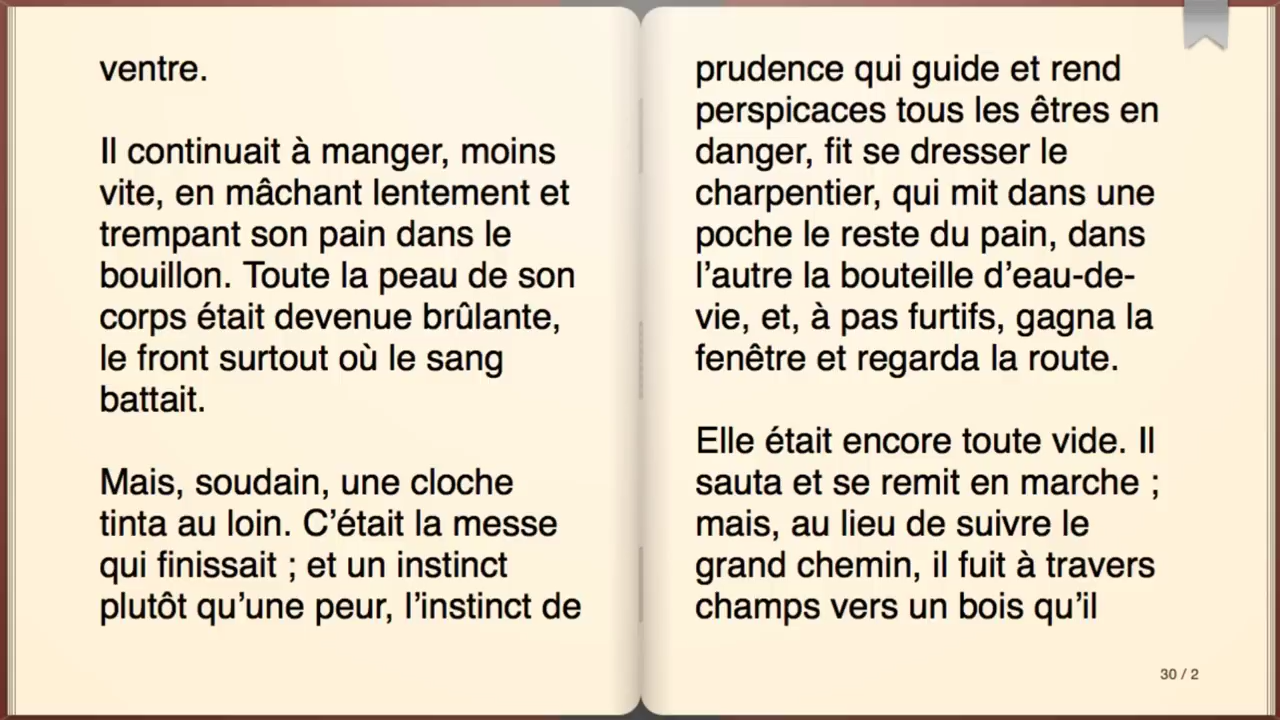 ventre.
Il continuait à manger, moins
vite, en mâchant lentement et
trempant son pain dans le
bouillon. Toute la peau de son
corps était devenue brûlante,
le front surtout où le sang
battait.
Mais, soudain, une cloche
tinta au loin. C’était la messe
qui finissait ; et un instinct
plutôt qu’une peur, l’instinct de
prudence qui guide et rend
perspicaces tous les êtres en
danger, fit se dresser le
charpentier, qui mit dans une
poche le reste du pain, dans
l’autre la bouteille d’eau-de-
vie, et, à pas furtifs, gagna la
fenêtre et regarda la route.
Elle était encore toute vide. Il
sauta et se remit en marche ;
mais, au lieu de suivre le
grand chemin, il fuit à travers
champs vers un bois qu’il
30 / 2